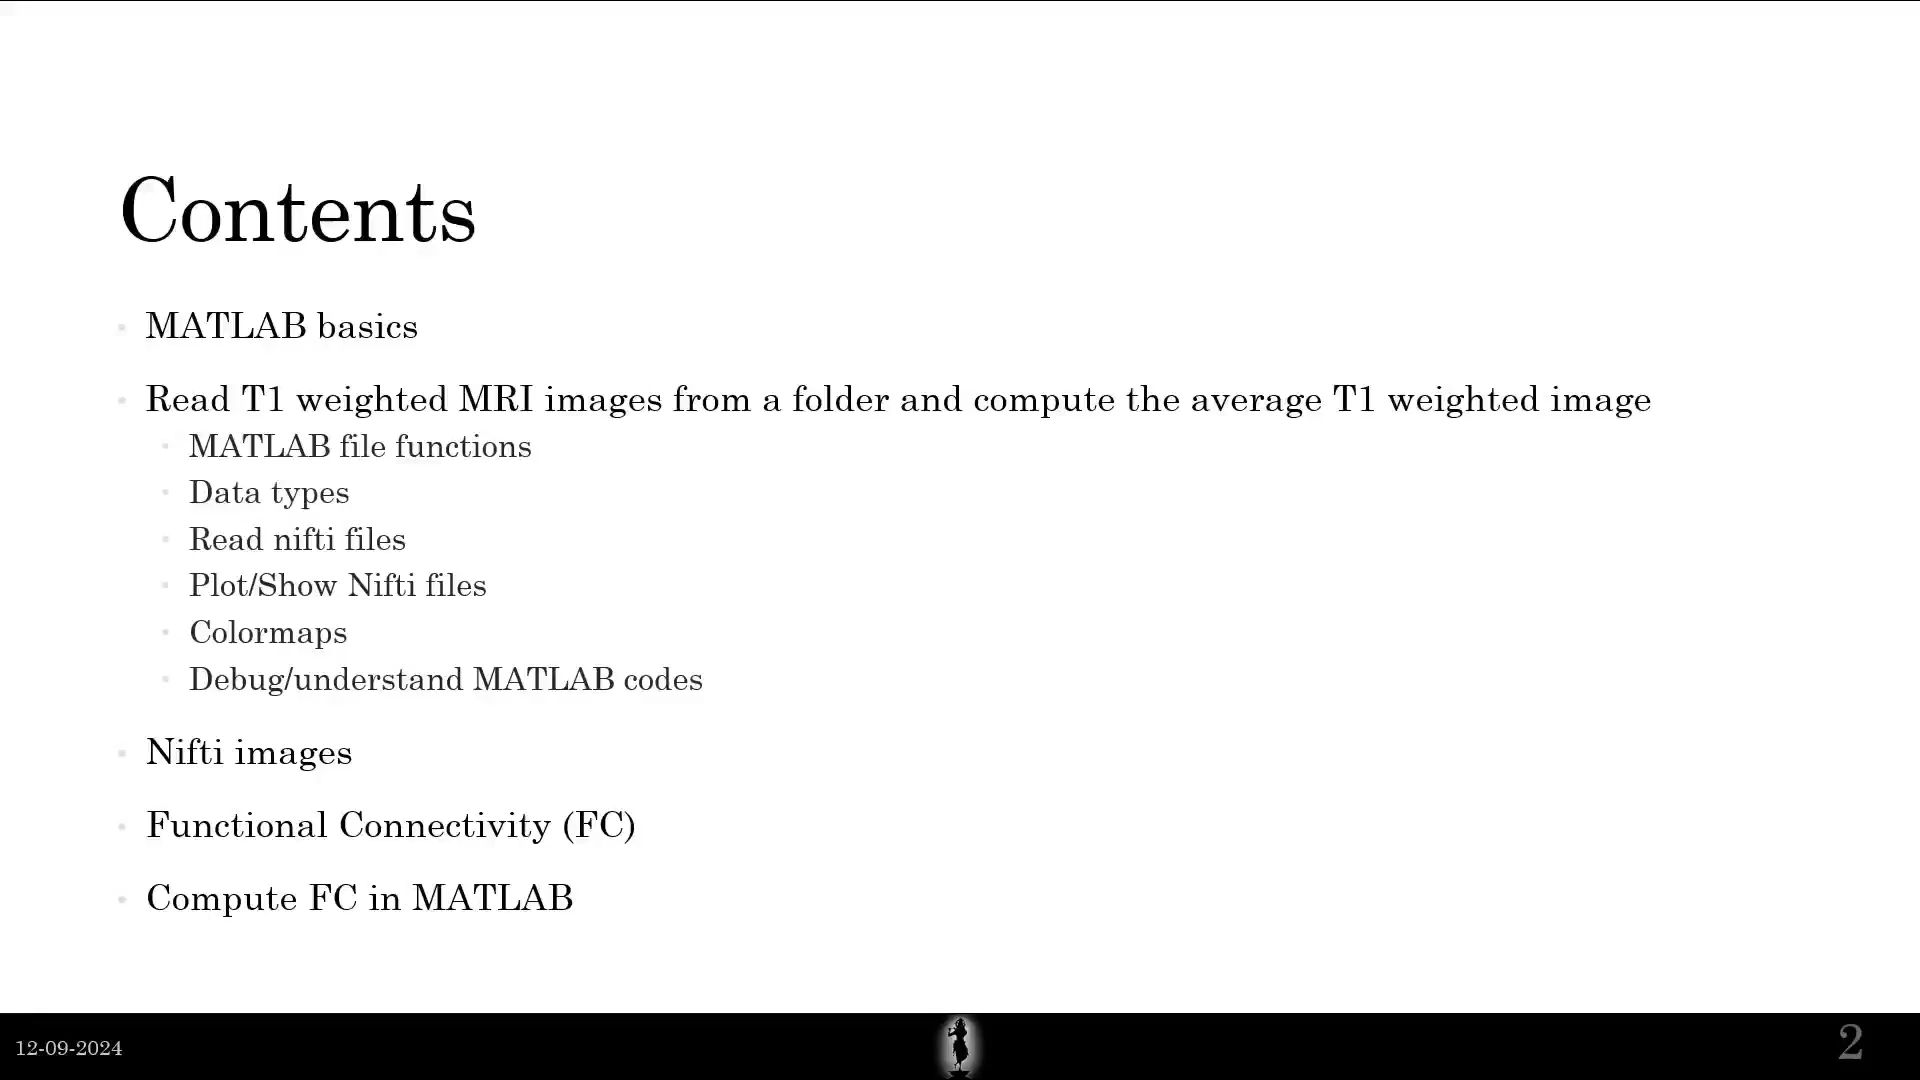 Contents
MATLAB basics
Read T1 weighted MRI images from a folder and compute the average T1 weighted image
MATLAB file functions
Data types
Read nifti files
Plot/Show Nifti files
Colormaps
Debug/understand MATLAB codes
Nifti images
Functional Connectivity (FC)
Compute FC in MATLAB
12-09-2024
2